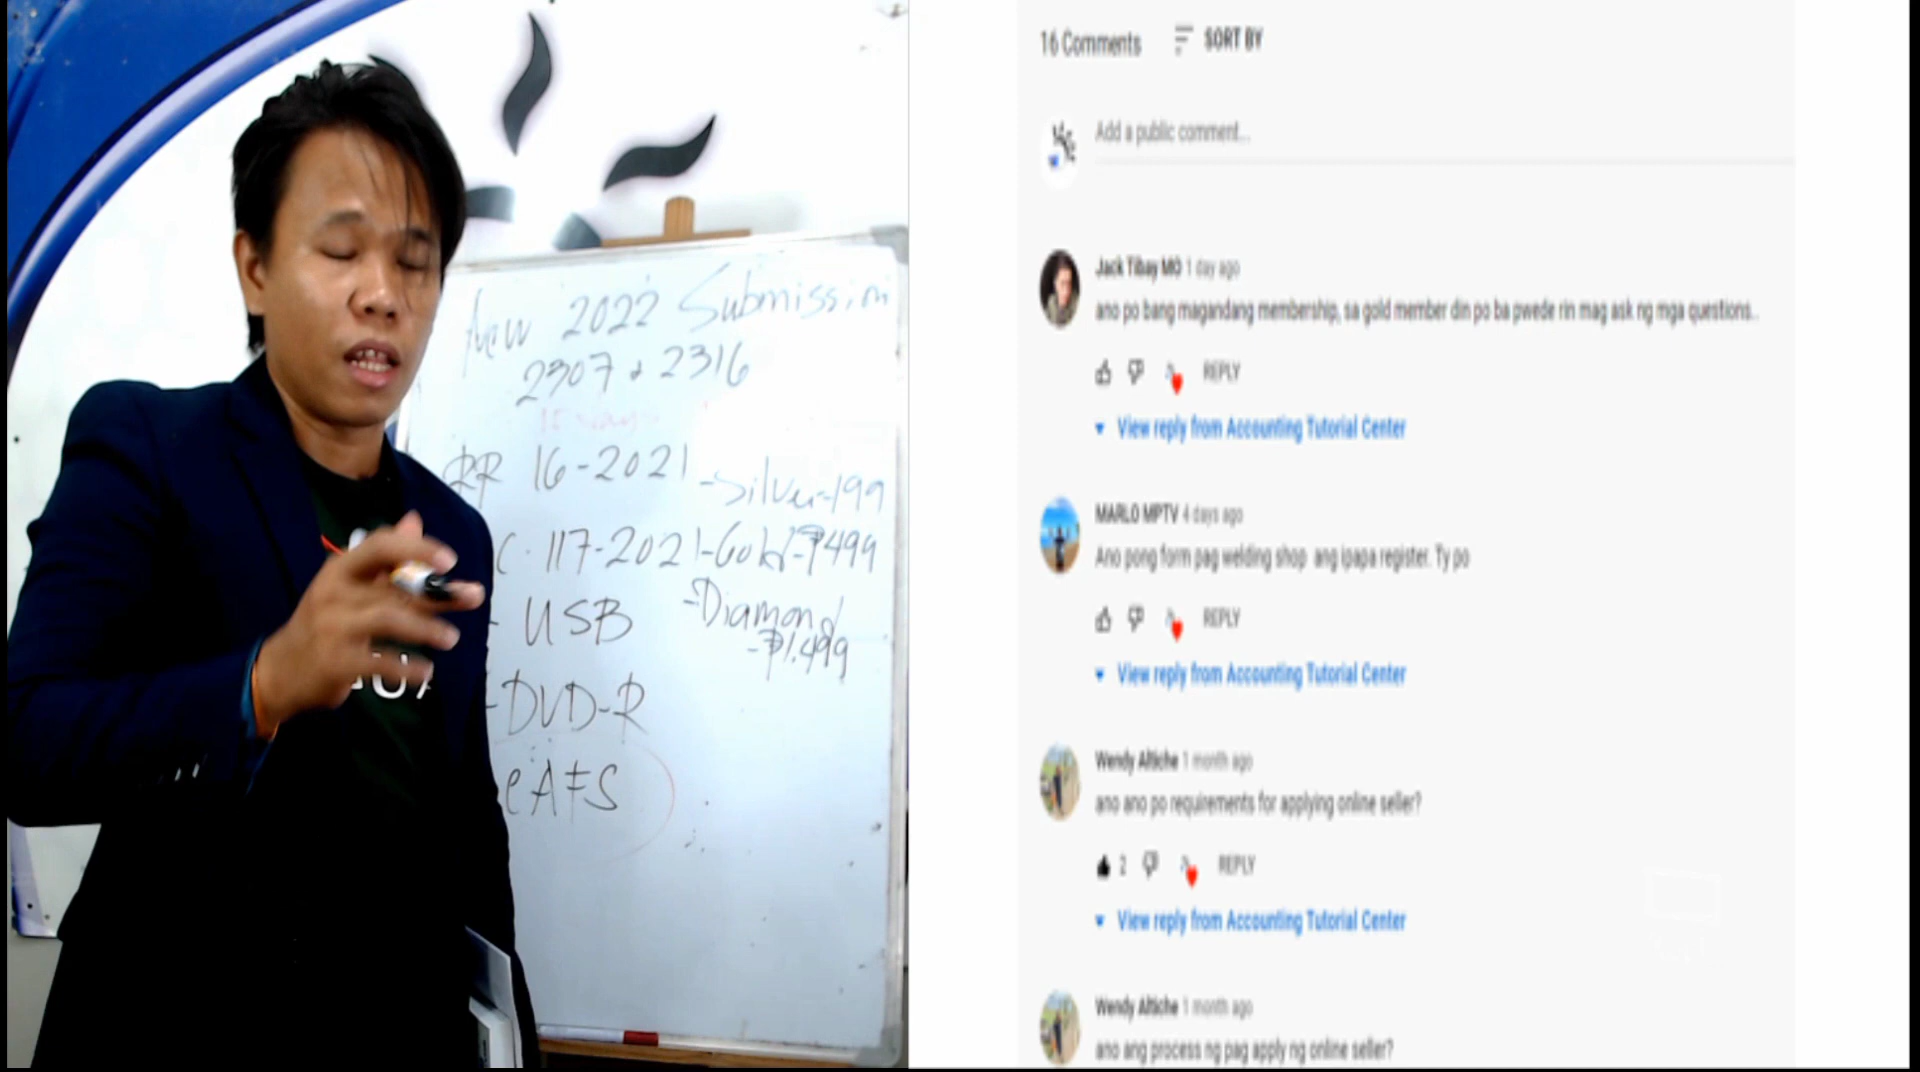 New 2022 Submission
2307 & 2316
15 days
RR 16-2021
C. 117-2021
- USB
-DVD-R
eAFS
-Silver-199
-Gold-₱499
-Diamond
-₱1,499
16 Comments SORT BY
Add a public comment...
Jack Tibay MO 1 day ago
ano po bang magandang membership, sa gold member din po ba pwede rin mag ask ng mga questions..
REPLY
View reply from Accounting Tutorial Center
MARLO MPTV 4 days ago
Ano pong form pag welding shop ang ipapa register. Ty po
REPLY
View reply from Accounting Tutorial Center
Wendy Altiche 1 month ago
ano ano po requirements for applying online seller?
2 REPLY
View reply from Accounting Tutorial Center
Wendy Altiche 1 month ago
ano ang process ng pag apply ng online seller?